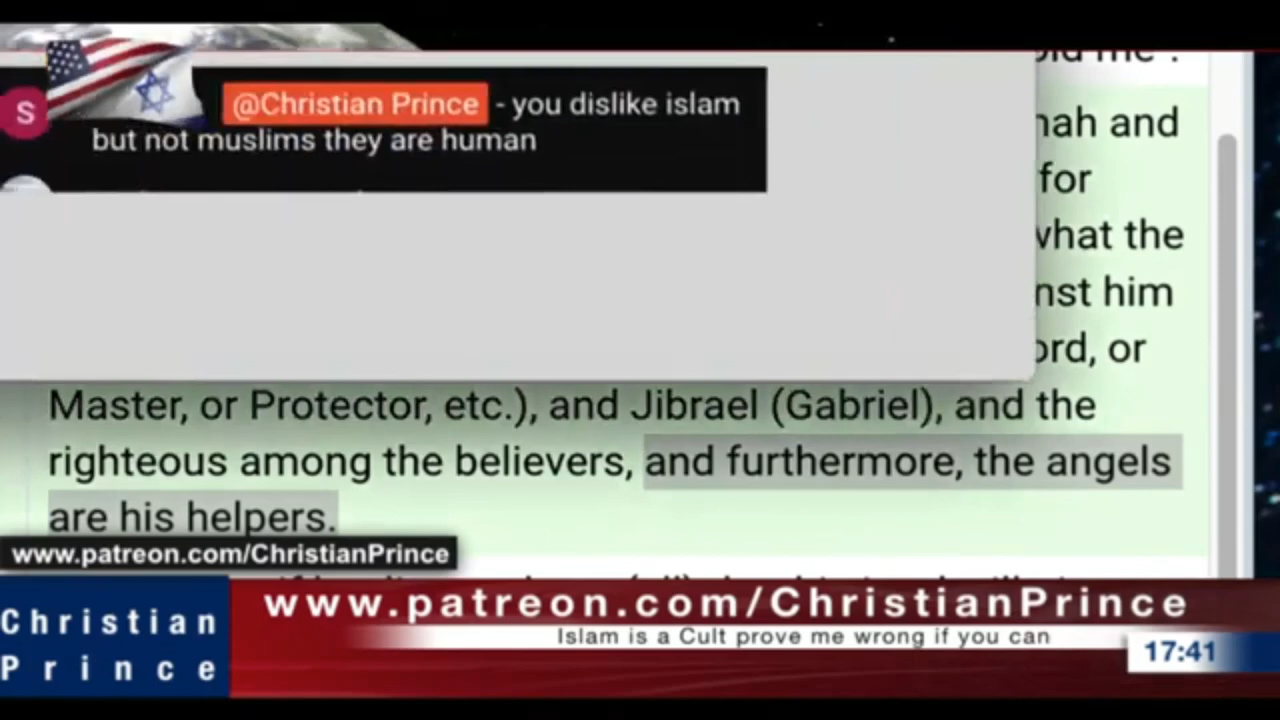 S
@Christian Prince - you dislike islam
but not muslims they are human
and
for
what the
him
or
Master, or Protector, etc.), and Jibrael (Gabriel), and the
righteous among the believers, and furthermore, the angels
are his helpers.
www.patreon.com/ChristianPrince
www.patreon.com/ChristianPrince
Christian
Prince
Islam is a Cult prove me wrong if you can
17:41